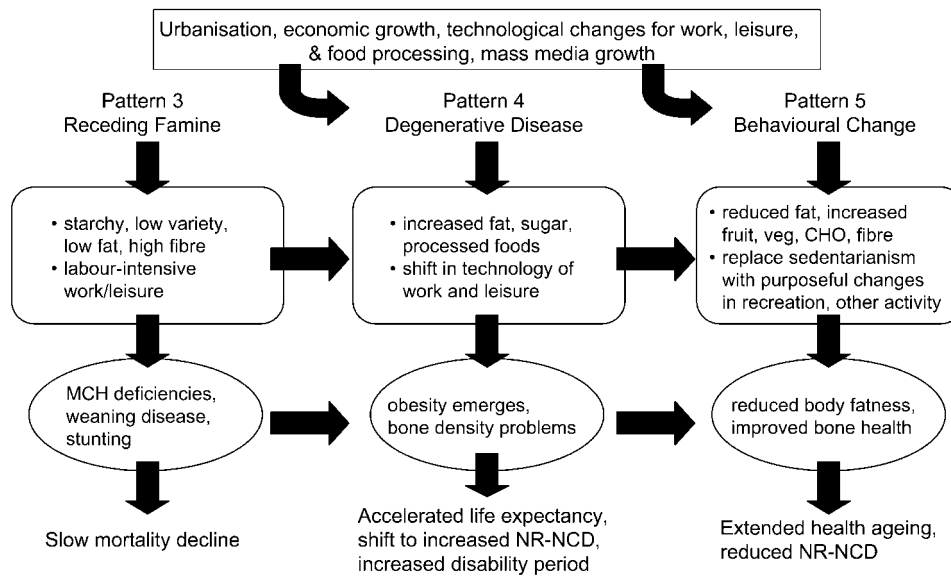 Urbanisation, economic growth, technological changes for work, leisure,
& food processing, mass media growth
Pattern 3
Receding Famine
Pattern 4
Degenerative Disease
Pattern 5
Behavioural Change
• starchy, low variety,
low fat, high fibre
• labour-intensive
work/leisure
• increased fat, sugar,
processed foods
• shift in technology of
work and leisure
• reduced fat, increased
fruit, veg, CHO, fibre
• replace sedentarianism
with purposeful changes
in recreation, other activity
MCH deficiencies,
weaning disease,
stunting
obesity emerges,
bone density problems
reduced body fatness,
improved bone health
Slow mortality decline
Accelerated life expectancy,
shift to increased NR-NCD,
increased disability period
Extended health ageing,
reduced NR-NCD